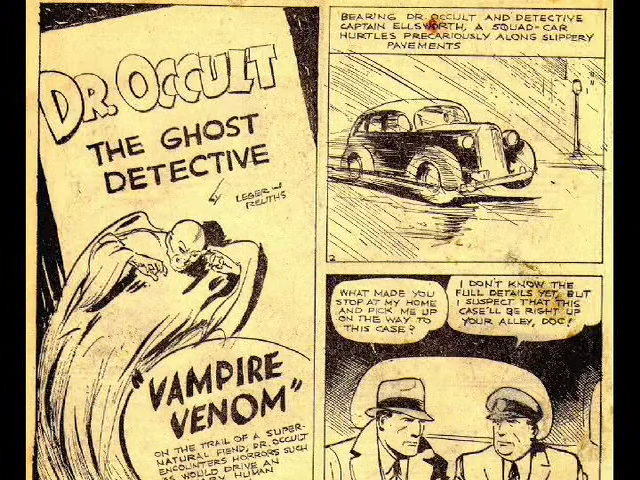 DR. OCCULT
THE GHOST
DETECTIVE
by LEGER AND
REUTHS
"VAMPIRE
VENOM"
ON THE TRAIL OF A SUPER-
NATURAL FIEND, DR. OCCULT
ENCOUNTERS HORRORS SUCH
AS WOULD DRIVE AN
HUMAN
BEARING DR. OCCULT AND DETECTIVE
CAPTAIN ELLSWORTH, A SQUAD-CAR
HURTLES PRECARIOUSLY ALONG SLIPPERY
PAVEMENTS
2
WHAT MADE YOU
STOP AT MY HOME
AND PICK ME UP
ON THE WAY TO
THIS CASE?
I DON'T KNOW THE
FULL DETAILS YET, BUT
I SUSPECT THAT THIS
CASE'LL BE RIGHT UP
YOUR ALLEY, DOC!